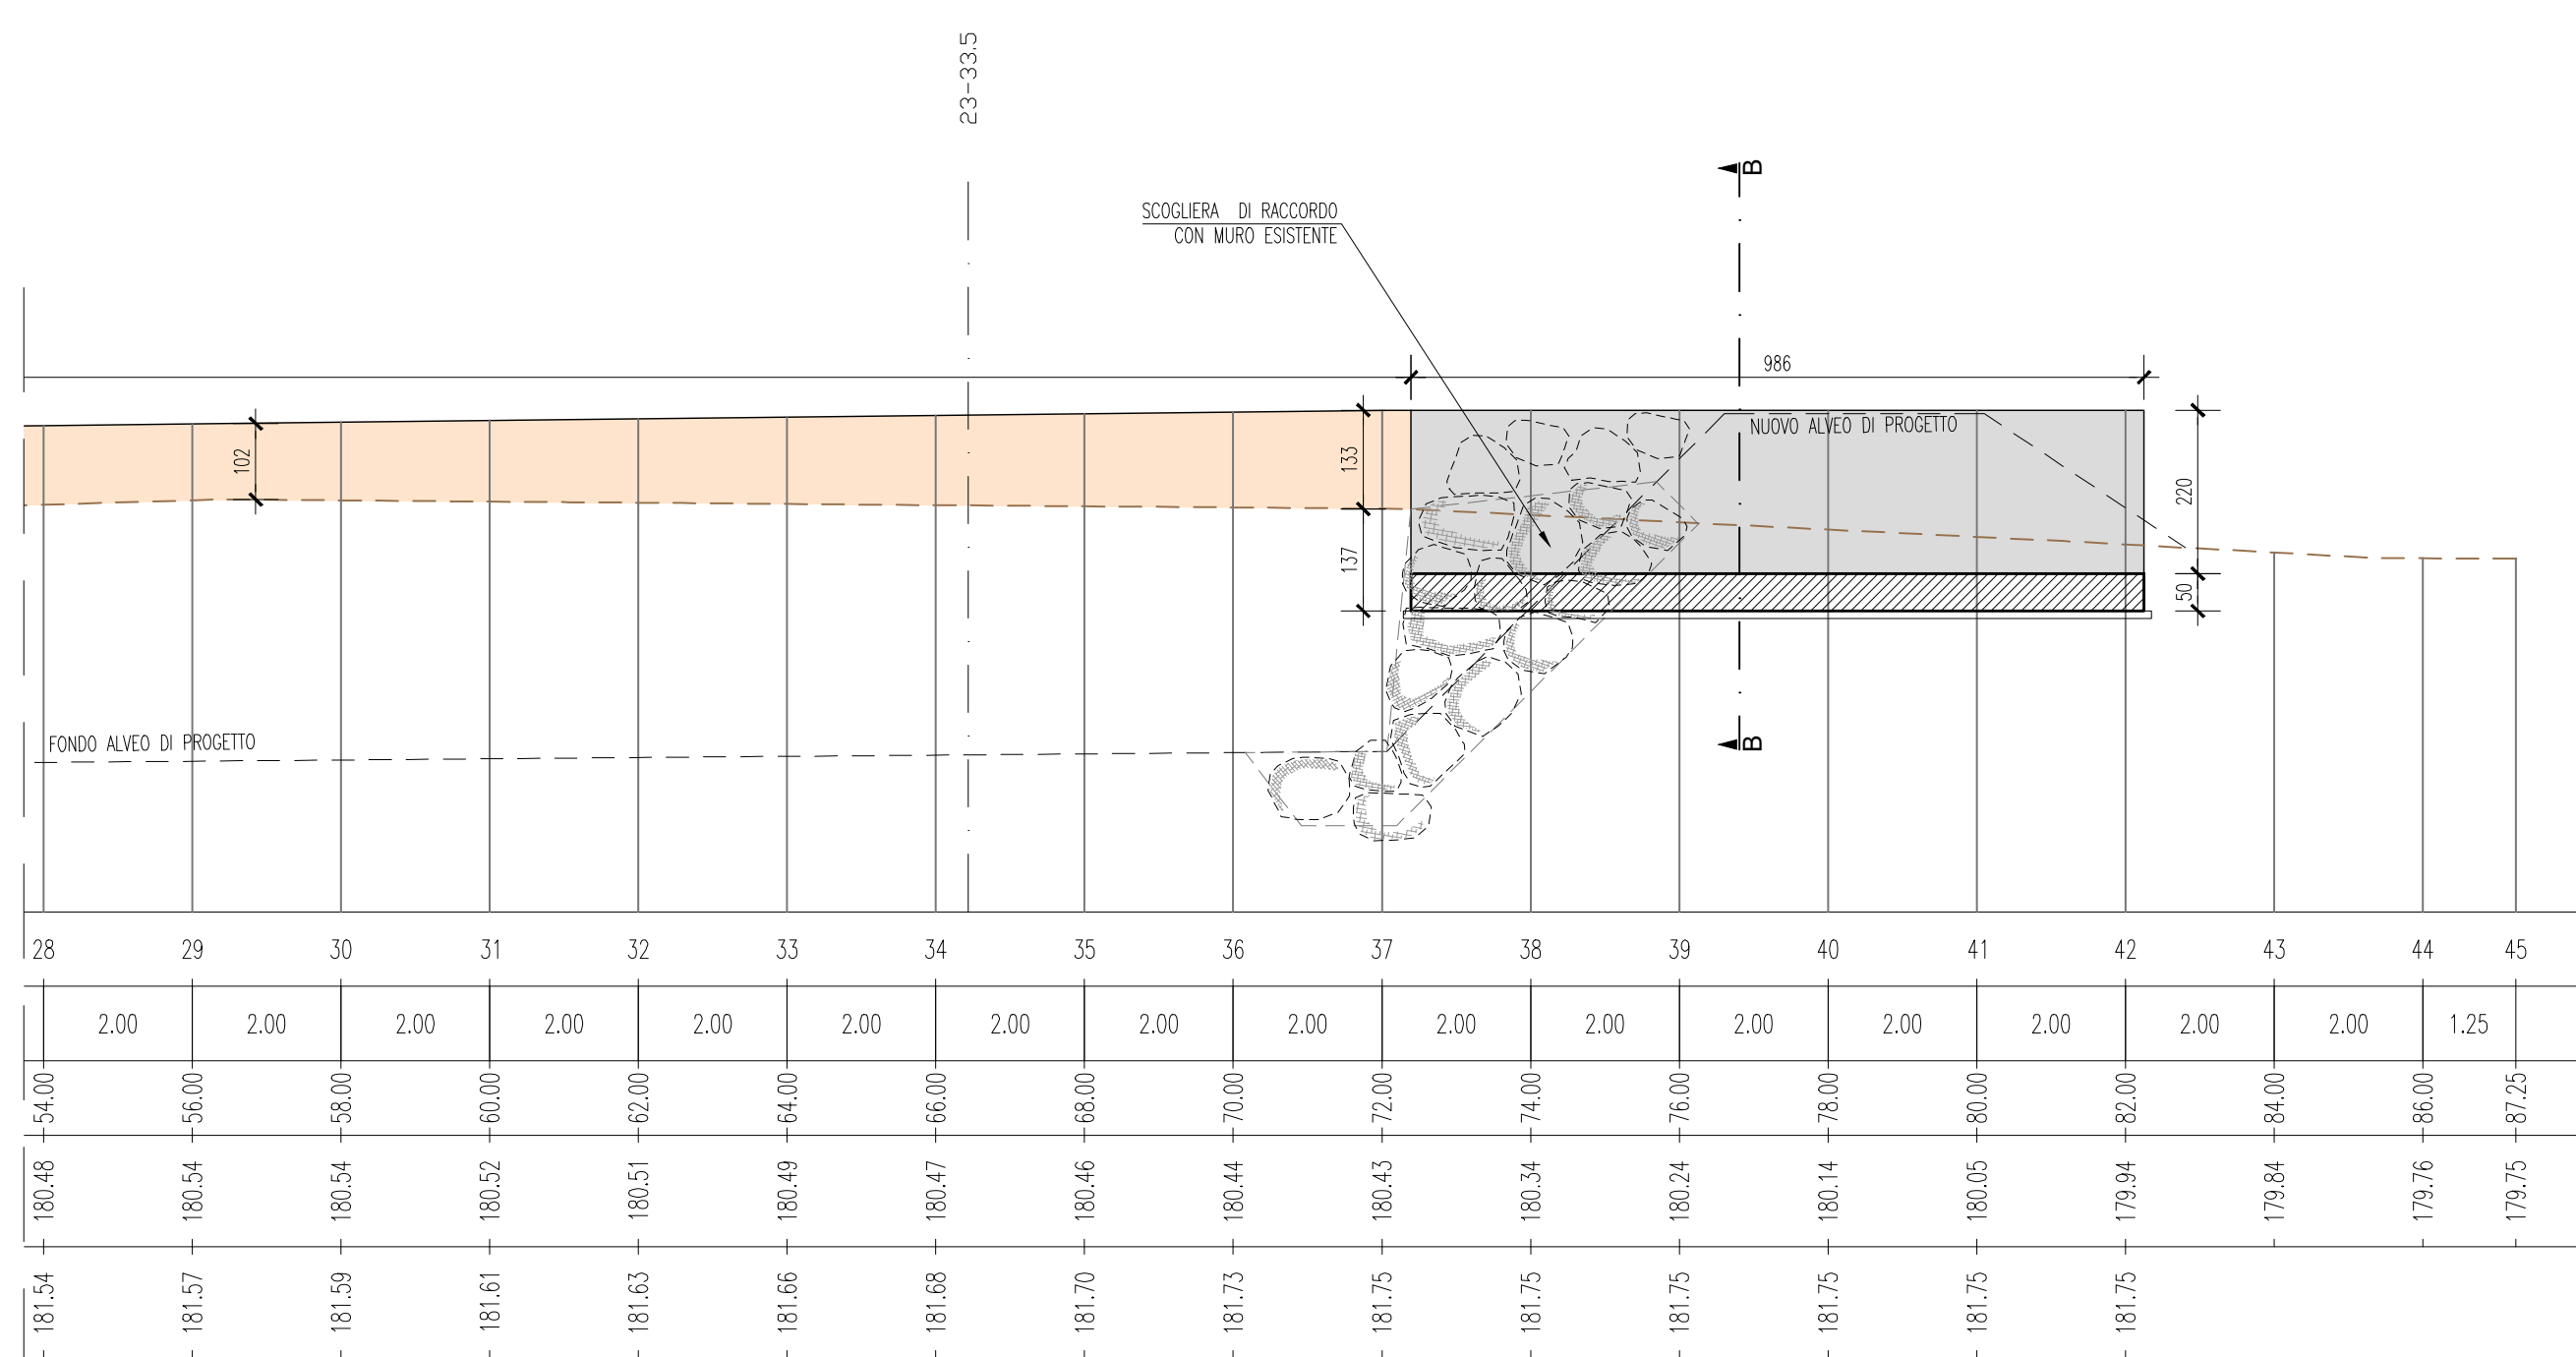 23-33.5
B
SCOGLIERA DI RACCORDO
CON MURO ESISTENTE
986
NUOVO ALVEO DI PROGETTO
102
133
220
137
50
FONDO ALVEO DI PROGETTO
B
28 29 30 31 32 33 34 35 36 37 38 39 40 41 42 43 44 45
2.00 2.00 2.00 2.00 2.00 2.00 2.00 2.00 2.00 2.00 2.00 2.00 2.00 2.00 2.00 2.00 1.25
54.00 56.00 58.00 60.00 62.00 64.00 66.00 68.00 70.00 72.00 74.00 76.00 78.00 80.00 82.00 84.00 86.00 87.25
180.48 180.54 180.54 180.52 180.51 180.49 180.47 180.46 180.44 180.43 180.34 180.24 180.14 180.05 179.94 179.84 179.76 179.75
181.54 181.57 181.59 181.61 181.63 181.66 181.68 181.70 181.73 181.75 181.75 181.75 181.75 181.75 181.75